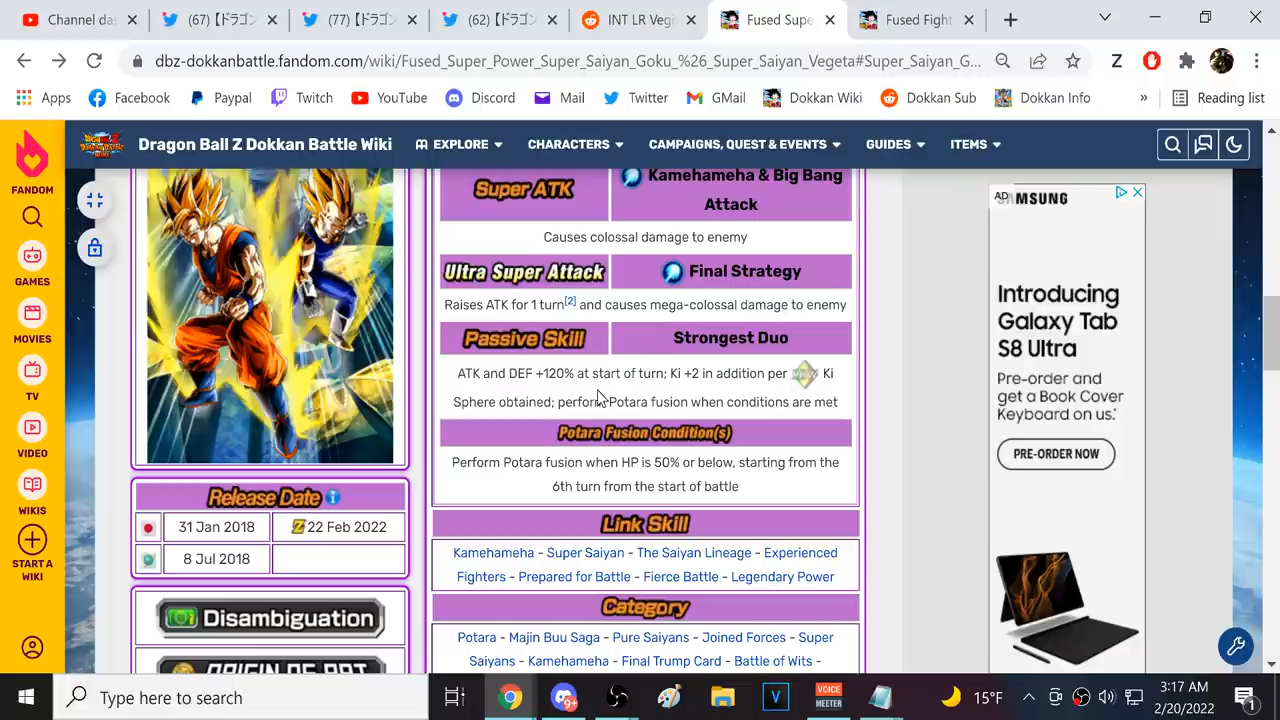 Channel das
(67)【ドラゴン
(77)【ドラゴ
(62)【ドラゴン
INT LR Vegi
Fused Supe
Fused Fight
dbz-dokkanbattle.fandom.com/wiki/Fused_Super_Power_Super_Saiyan_Goku_%26_Super_Saiyan_Vegeta#Super_Saiyan_G...
Z
Apps
Facebook
Paypal
Twitch
YouTube
Discord
Mail
Twitter
GMail
Dokkan Wiki
Dokkan Sub
Dokkan Info
»
Reading list
Dragon Ball Z Dokkan Battle Wiki
EXPLORE
CHARACTERS
CAMPAIGNS, QUEST & EVENTS
GUIDES
ITEMS
FANDOM
GAMES
MOVIES
TV
VIDEO
WIKIS
START A
WIKI
Super ATK
Kamehameha & Big Bang
Attack
Causes colossal damage to enemy
Ultra Super Attack
Final Strategy
Raises ATK for 1 turn[2] and causes mega-colossal damage to enemy
Passive Skill
Strongest Duo
ATK and DEF +120% at start of turn; Ki +2 in addition per Ki
Sphere obtained; perform Potara fusion when conditions are met
Potara Fusion Condition(s)
Perform Potara fusion when HP is 50% or below, starting from the
6th turn from the start of battle
Link Skill
Kamehameha - Super Saiyan - The Saiyan Lineage - Experienced
Fighters - Prepared for Battle - Fierce Battle - Legendary Power
Category
Potara - Majin Buu Saga - Pure Saiyans - Joined Forces - Super
Saiyans - Kamehameha - Final Trump Card - Battle of Wits -
Release Date
31 Jan 2018
Z 22 Feb 2022
8 Jul 2018
Disambiguation
AD
SAMSUNG
Introducing
Galaxy Tab
S8 Ultra
Pre-order and
get a Book Cover
Keyboard on us.*
PRE-ORDER NOW
Type here to search
9+
V
VOICE
MEETER
15°F
3:17 AM
2/20/2022
1